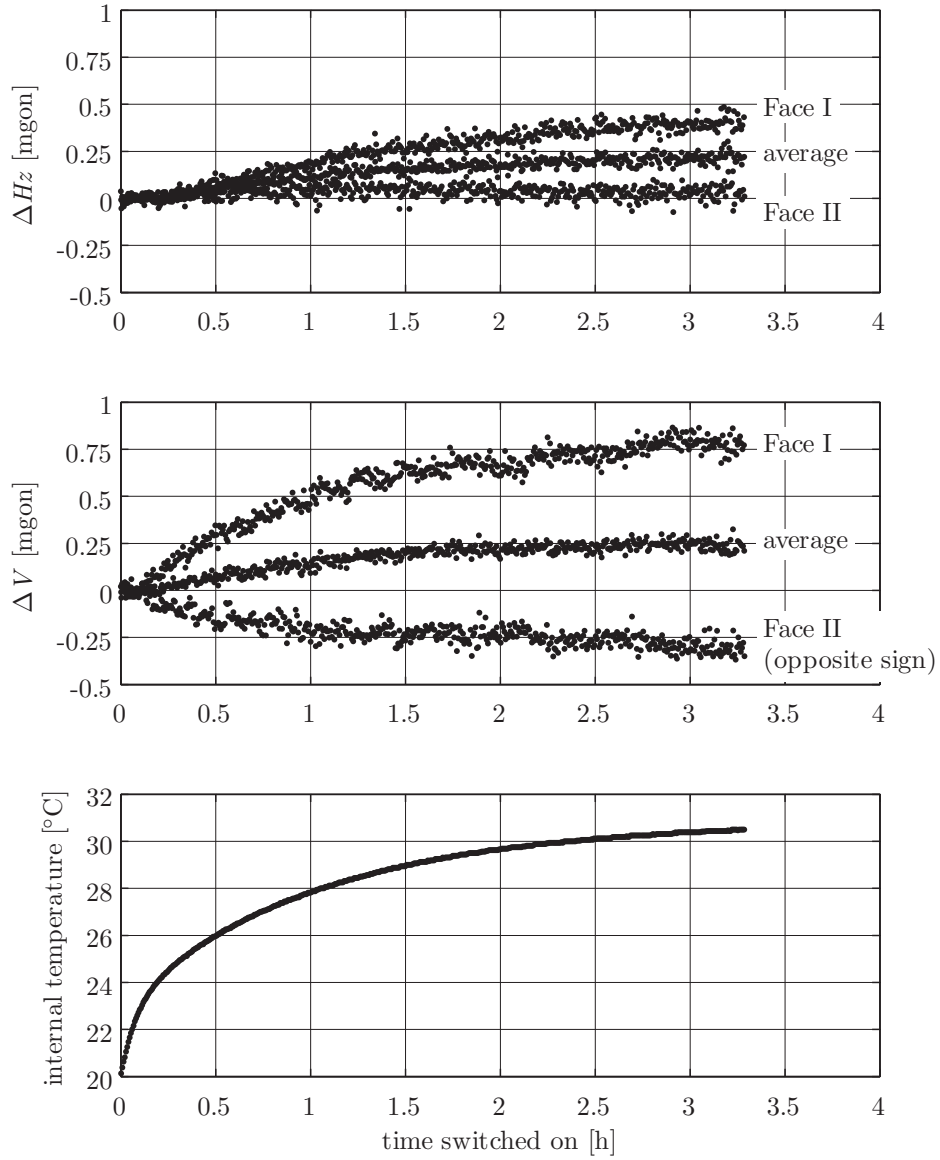 1
0.75
0.5
0.25
0
-0.25
-0.5
ΔHz [mgon]
Face I
average
Face II
0 0.5 1 1.5 2 2.5 3 3.5 4
1
0.75
0.5
0.25
0
-0.25
-0.5
Δ V [mgon]
Face I
average
Face II
(opposite sign)
0 0.5 1 1.5 2 2.5 3 3.5 4
32
30
28
26
24
22
20
internal temperature [°C]
0 0.5 1 1.5 2 2.5 3 3.5 4
time switched on [h]